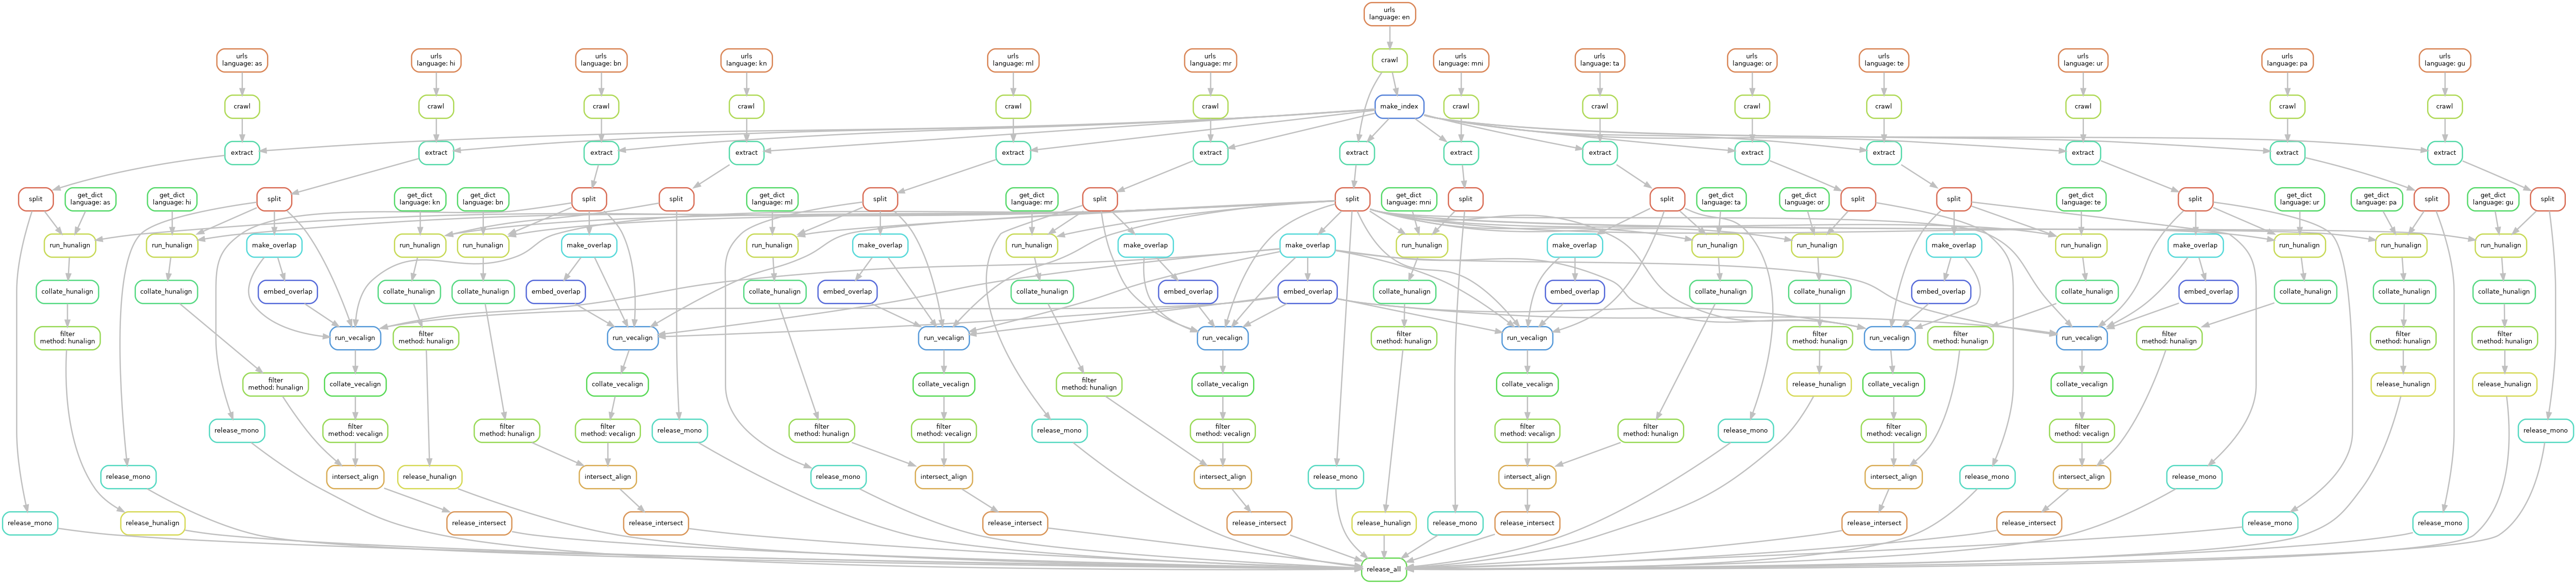 urls
language: en
urls
language: as
urls
language: hi
urls
language: bn
urls
language: kn
urls
language: ml
urls
language: mr
crawl
urls
language: mni
urls
language: ta
urls
language: or
urls
language: te
urls
language: ur
urls
language: pa
urls
language: gu
crawl
crawl
crawl
crawl
crawl
crawl
make_index
crawl
crawl
crawl
crawl
crawl
crawl
crawl
extract
extract
extract
extract
extract
extract
extract
extract
extract
extract
extract
extract
extract
extract
split
get_dict
language: as
get_dict
language: hi
split
get_dict
language: kn
get_dict
language: bn
split
split
get_dict
language: ml
split
get_dict
language: mr
split
split
get_dict
language: mni
split
split
get_dict
language: ta
get_dict
language: or
split
split
get_dict
language: te
split
get_dict
language: ur
get_dict
language: pa
split
get_dict
language: gu
split
run_hunalign
run_hunalign
make_overlap
run_hunalign
run_hunalign
make_overlap
run_hunalign
make_overlap
run_hunalign
make_overlap
make_overlap
run_hunalign
make_overlap
run_hunalign
run_hunalign
make_overlap
run_hunalign
make_overlap
run_hunalign
run_hunalign
run_hunalign
collate_hunalign
collate_hunalign
embed_overlap
collate_hunalign
collate_hunalign
embed_overlap
collate_hunalign
embed_overlap
collate_hunalign
embed_overlap
embed_overlap
collate_hunalign
embed_overlap
collate_hunalign
collate_hunalign
embed_overlap
collate_hunalign
embed_overlap
collate_hunalign
collate_hunalign
collate_hunalign
filter
method: hunalign
run_vecalign
filter
method: hunalign
run_vecalign
run_vecalign
run_vecalign
filter
method: hunalign
run_vecalign
filter
method: hunalign
run_vecalign
filter
method: hunalign
run_vecalign
filter
method: hunalign
filter
method: hunalign
filter
method: hunalign
filter
method: hunalign
collate_vecalign
collate_vecalign
collate_vecalign
filter
method: hunalign
collate_vecalign
collate_vecalign
release_hunalign
collate_vecalign
collate_vecalign
release_hunalign
release_hunalign
release_mono
filter
method: vecalign
filter
method: hunalign
filter
method: vecalign
release_mono
filter
method: hunalign
filter
method: vecalign
release_mono
filter
method: vecalign
filter
method: vecalign
filter
method: hunalign
release_mono
filter
method: vecalign
filter
method: vecalign
release_mono
release_mono
intersect_align
release_hunalign
intersect_align
release_mono
intersect_align
intersect_align
release_mono
intersect_align
intersect_align
release_mono
intersect_align
release_mono
release_mono
release_hunalign
release_intersect
release_intersect
release_intersect
release_intersect
release_hunalign
release_mono
release_intersect
release_intersect
release_intersect
release_mono
release_mono
release_all